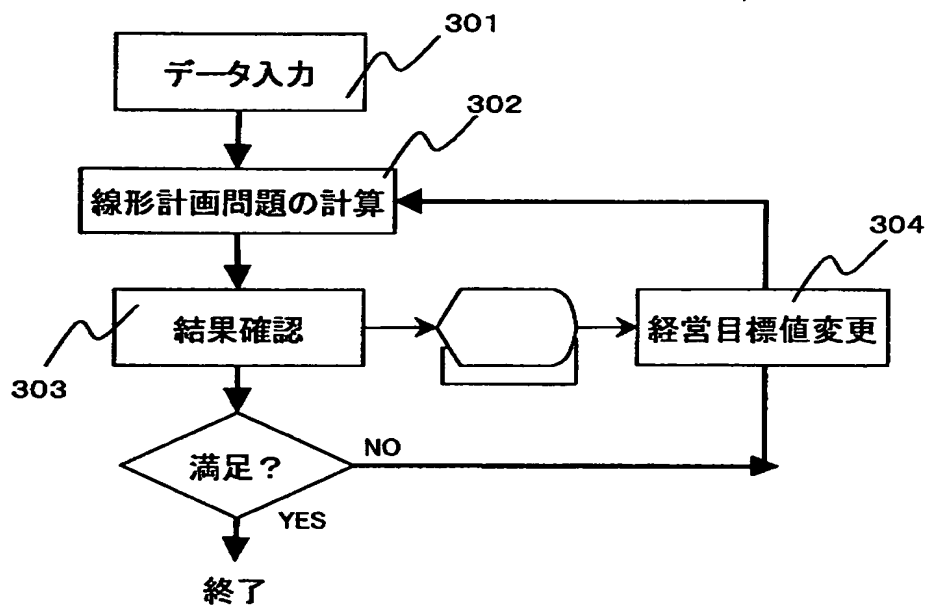 301
データ入力
302
線形計画問題の計算
304
結果確認
経営目標値変更
303
満足？
NO
YES
終了